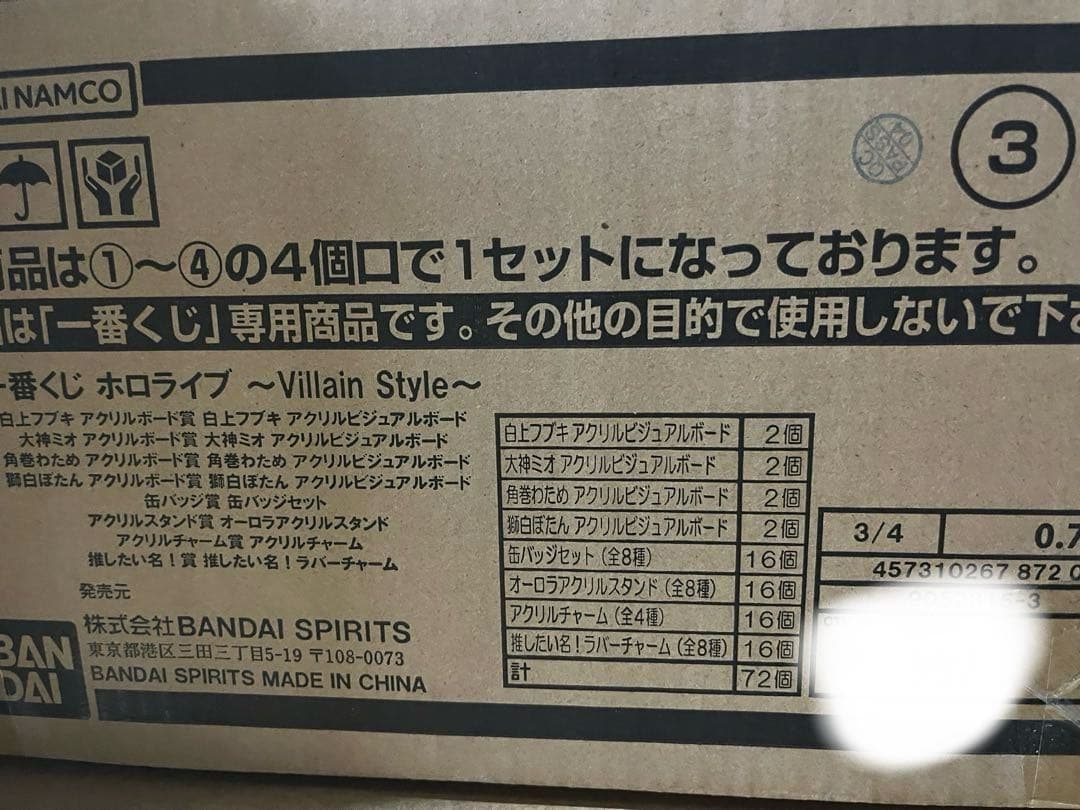 AI NAMCO
3
QC PASS 04
商品は①〜④の4個口で1セットになっております。
は「一番くじ」専用商品です。その他の目的で使用しないで下さ
一番くじ ホロライブ 〜Villain Style〜
白上フブキ アクリルボード賞 白上フブキ アクリルビジュアルボード
大神ミオ アクリルボード賞 大神ミオ アクリルビジュアルボード
角巻わため アクリルボード賞 角巻わため アクリルビジュアルボード
獅白ぼたん アクリルボード賞 獅白ぼたん アクリルビジュアルボード
缶バッジ賞 缶バッジセット
アクリルスタンド賞 オーロラアクリルスタンド
アクリルチャーム賞 アクリルチャーム
推したい名!賞 推したい名!ラバーチャーム
発売元
株式会社BANDAI SPIRITS
東京都港区三田三丁目5-19 〒108-0073
BANDAI SPIRITS MADE IN CHINA
BAN
DAI
白上フブキ アクリルビジュアルボード 2個
大神ミオ アクリルビジュアルボード 2個
角巻わため アクリルビジュアルボード 2個
獅白ぼたん アクリルビジュアルボード 2個
缶バッジセット(全8種) 16個
オーロラアクリルスタンド(全8種) 16個
アクリルチャーム(全4種) 16個
推したい名!ラバーチャーム(全8種) 16個
計 72個
3/4 0.7
457310267 872 0